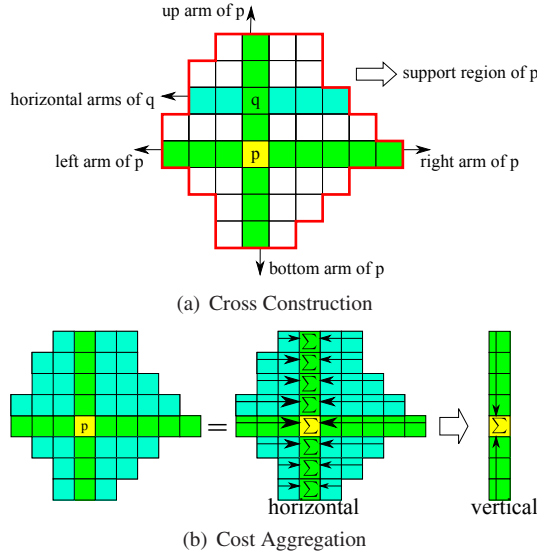 up arm of p
support region of p
horizontal arms of q
q
left arm of p
p
right arm of p
bottom arm of p
(a) Cross Construction
p
=
∑
∑
∑
∑
∑
∑
∑
∑
∑
horizontal
vertical
(b) Cost Aggregation